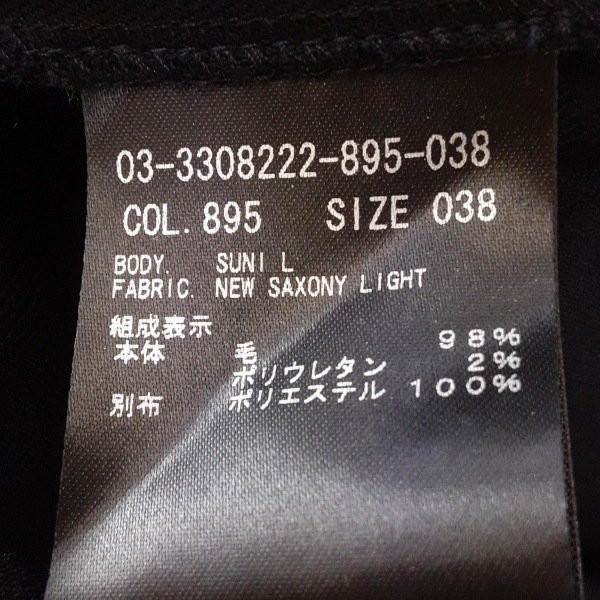 03-3308222-895-038
COL. 895 SIZE 038
BODY. SUNI L
FABRIC. NEW SAXONY LIGHT
組成表示
本体 毛 98%
ポリウレタン 2%
別布 ポリエステル 100%